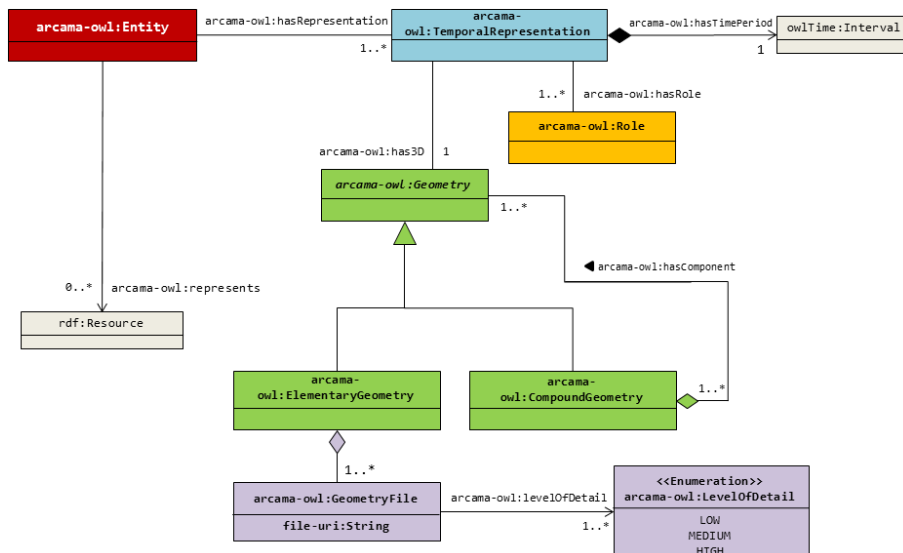 arcama-owl:Entity
arcama-owl:hasRepresentation
1..*
arcama-
owl:TemporalRepresentation
arcama-owl:hasTimePeriod
1
owlTime:Interval
1..*
arcama-owl:hasRole
arcama-owl:Role
arcama-owl:has3D
1
arcama-owl:Geometry
1..*
arcama-owl:hasComponent
0..*
arcama-owl:represents
rdf:Resource
arcama-
owl:ElementaryGeometry
arcama-
owl:CompoundGeometry
1..*
1..*
arcama-owl:GeometryFile
file-uri:String
arcama-owl:levelOfDetail
1..*
<<Enumeration>>
arcama-owl:LevelOfDetail
LOW
MEDIUM
HIGH